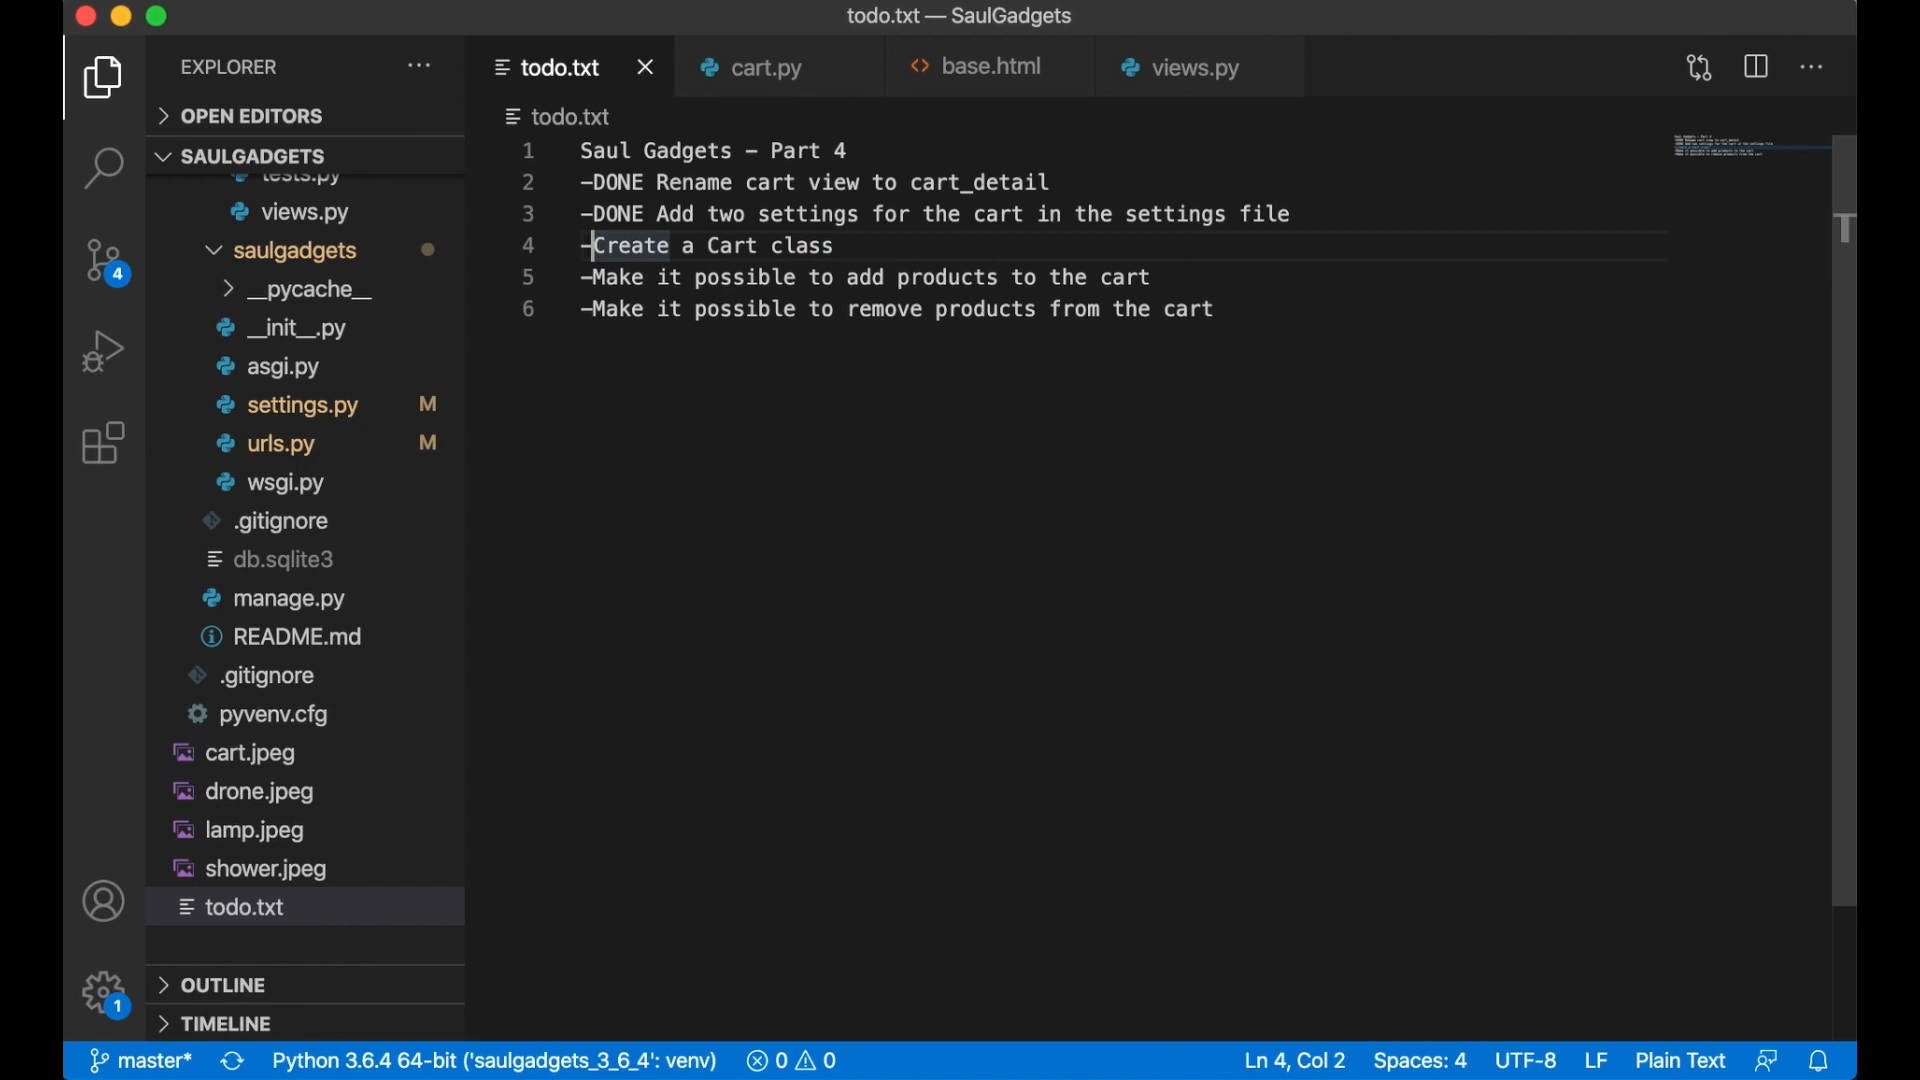 todo.txt — SaulGadgets
EXPLORER
todo.txt
cart.py
base.html
views.py
OPEN EDITORS
SAULGADGETS
tests.py
views.py
saulgadgets
__pycache__
__init__.py
asgi.py
settings.py M
urls.py M
wsgi.py
.gitignore
db.sqlite3
manage.py
README.md
.gitignore
pyvenv.cfg
cart.jpeg
drone.jpeg
lamp.jpeg
shower.jpeg
todo.txt
OUTLINE
TIMELINE
4
1
todo.txt
1 Saul Gadgets – Part 4
2 –DONE Rename cart view to cart_detail
3 –DONE Add two settings for the cart in the settings file
4 –Create a Cart class
5 –Make it possible to add products to the cart
6 –Make it possible to remove products from the cart
master* Python 3.6.4 64-bit ('saulgadgets_3_6_4': venv) 0 0 Ln 4, Col 2 Spaces: 4 UTF-8 LF Plain Text